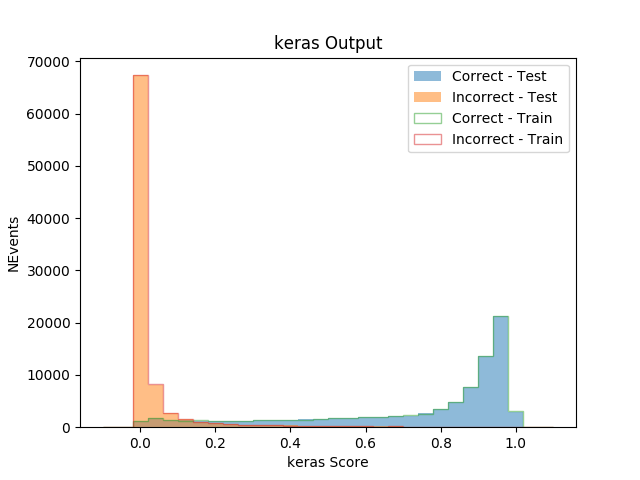 keras Output
70000
60000
50000
40000
30000
20000
10000
0
NEvents
Correct - Test
Incorrect - Test
Correct - Train
Incorrect - Train
0.0 0.2 0.4 0.6 0.8 1.0
keras Score